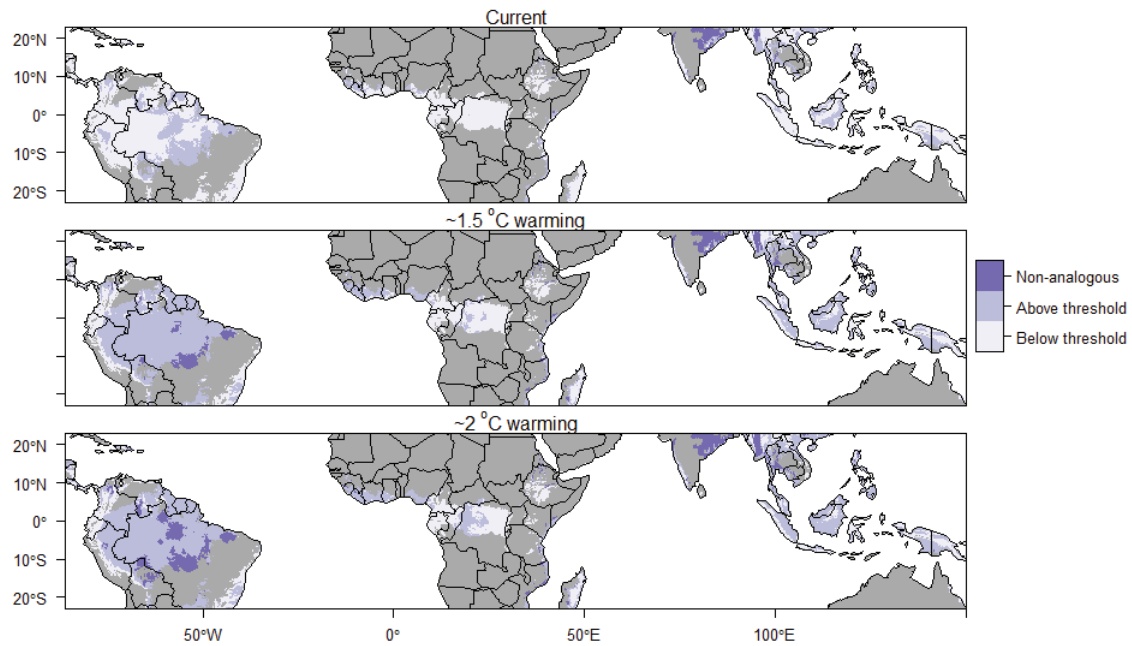 Current
20°N
10°N
0°
10°S
20°S
~1.5 °C warming
Non-analogous
Above threshold
Below threshold
~2 °C warming
20°N
10°N
0°
10°S
20°S
50°W
0°
50°E
100°E